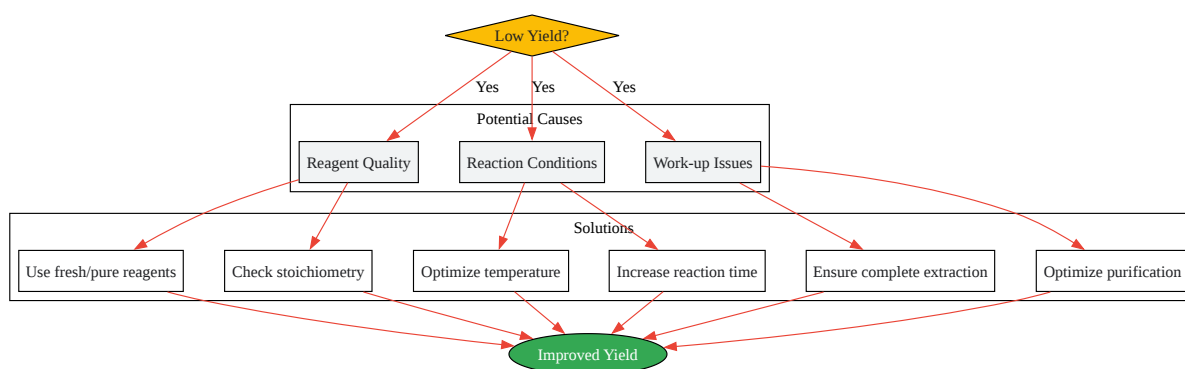 Low Yield?
Yes
Yes
Yes
Potential Causes
Reagent Quality
Reaction Conditions
Work-up Issues
Solutions
Use fresh/pure reagents
Check stoichiometry
Optimize temperature
Increase reaction time
Ensure complete extraction
Optimize purification
Improved Yield